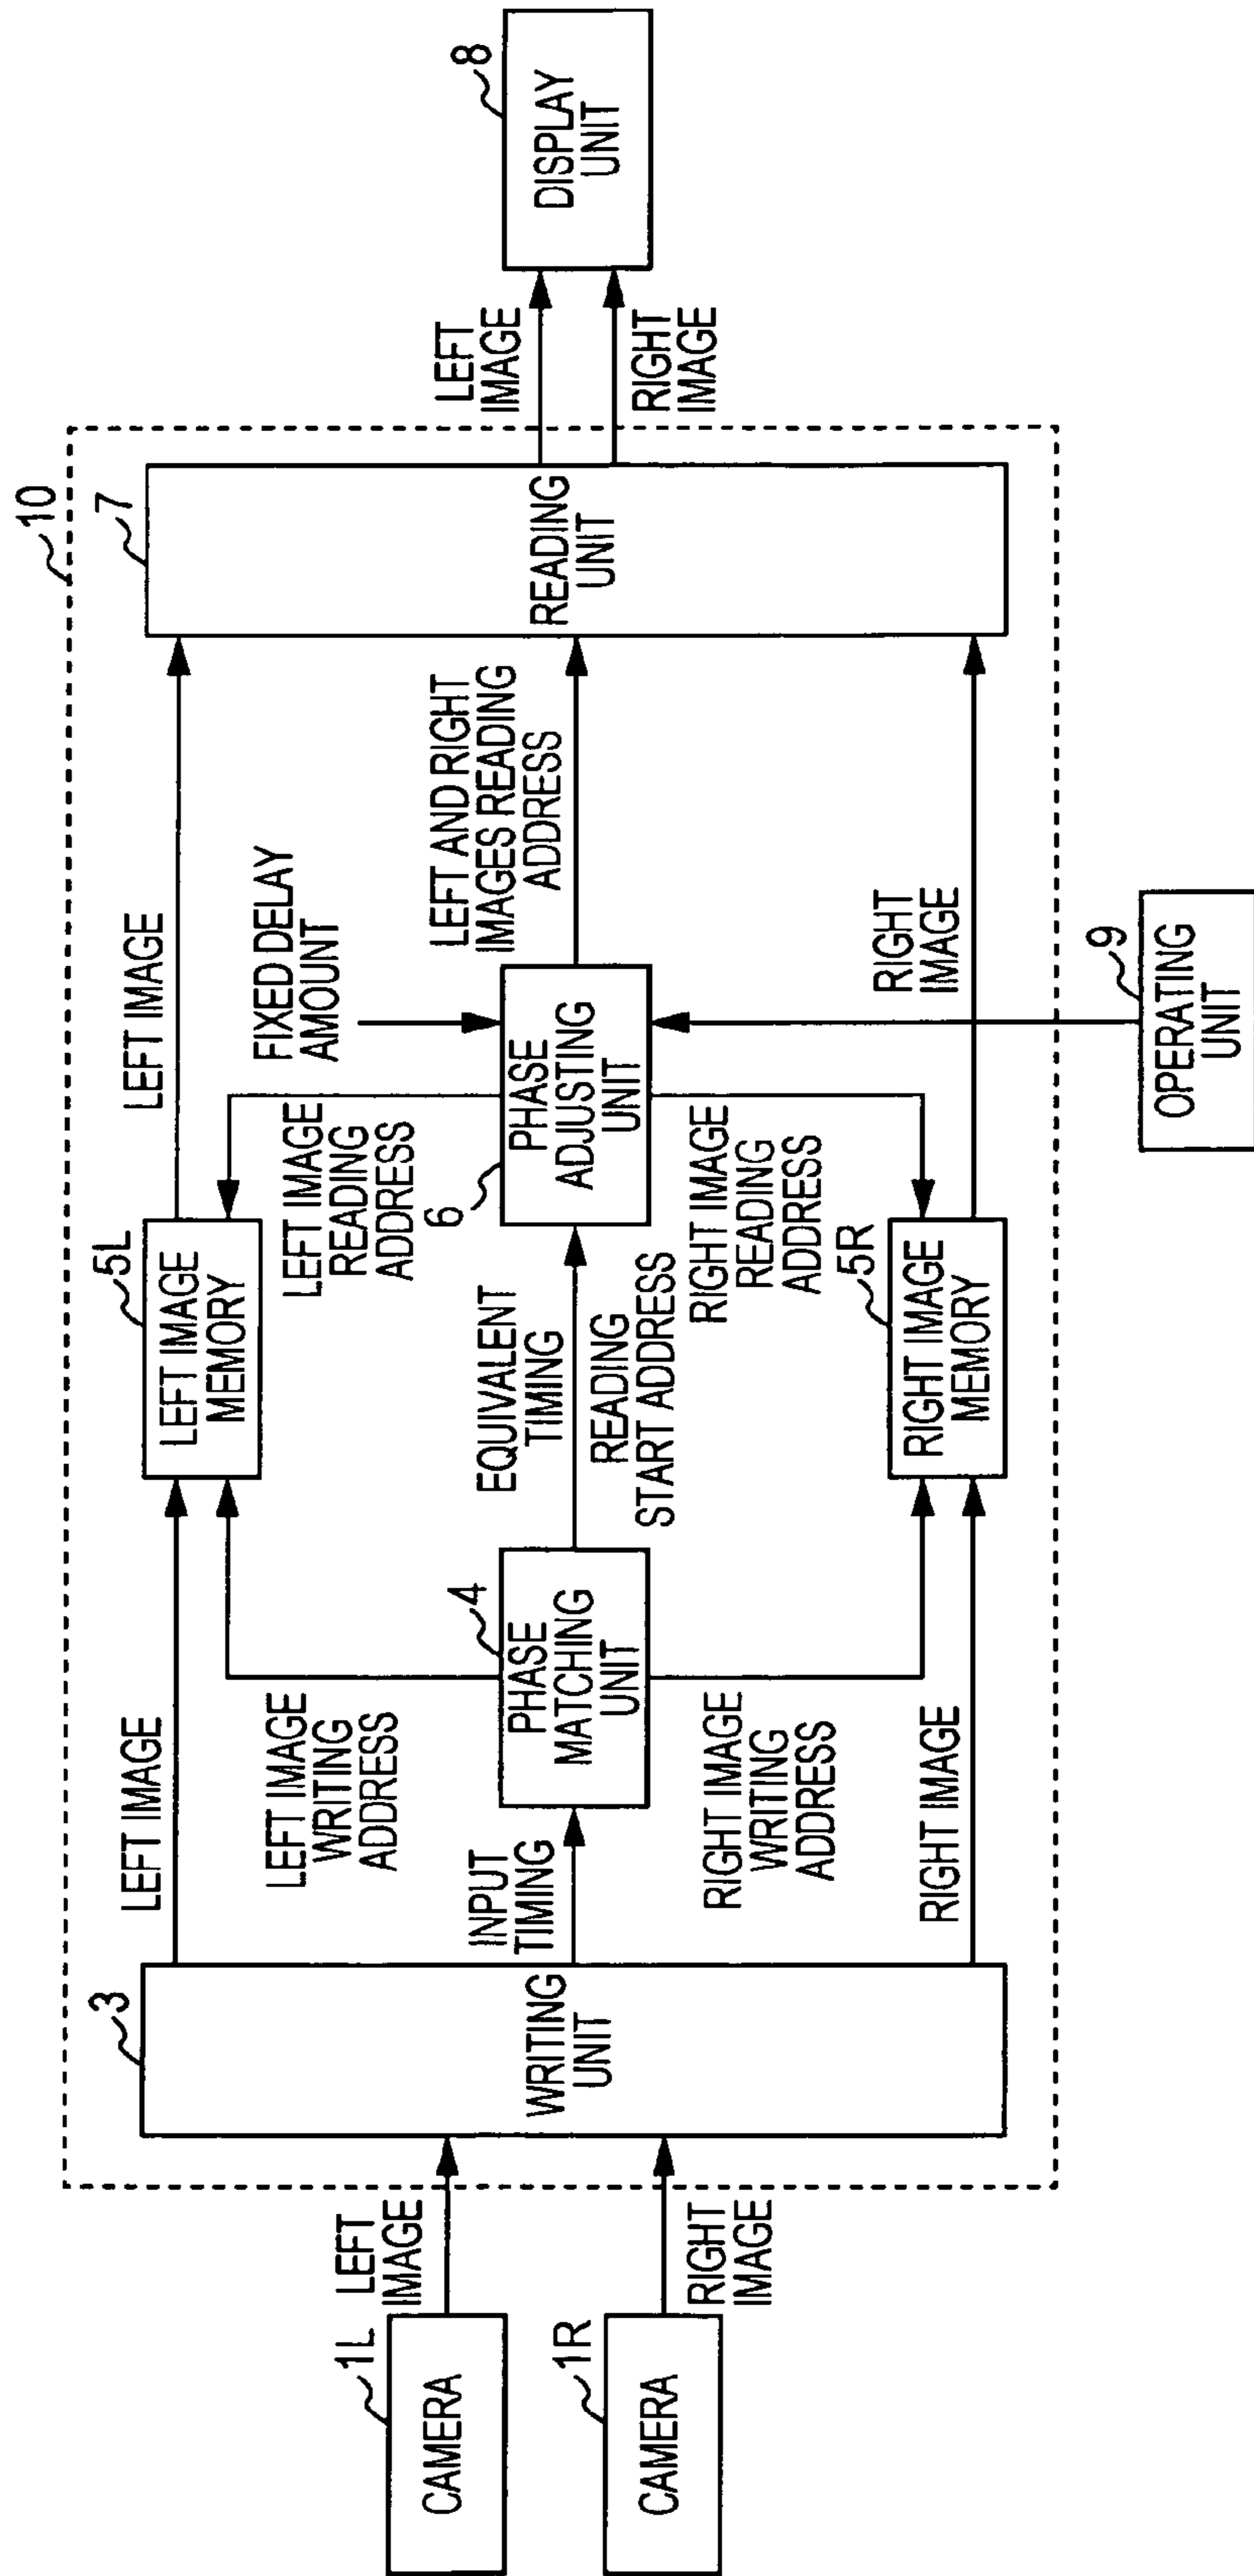 10
1L
CAMERA
LEFT
IMAGE
1R
CAMERA
RIGHT
IMAGE
3
WRITING
UNIT
LEFT IMAGE
LEFT IMAGE
WRITING
ADDRESS
INPUT
TIMING
4
PHASE
MATCHING
UNIT
RIGHT IMAGE
WRITING
ADDRESS
RIGHT IMAGE
5L
LEFT IMAGE
MEMORY
EQUIVALENT
TIMING
READING
START ADDRESS
5R
RIGHT IMAGE
MEMORY
LEFT IMAGE
READING
ADDRESS
6
PHASE
ADJUSTING
UNIT
RIGHT IMAGE
READING
ADDRESS
FIXED DELAY
AMOUNT
LEFT IMAGE
LEFT AND RIGHT
IMAGES READING
ADDRESS
RIGHT
IMAGE
9
OPERATING
UNIT
7
READING
UNIT
LEFT
IMAGE
RIGHT
IMAGE
8
DISPLAY
UNIT